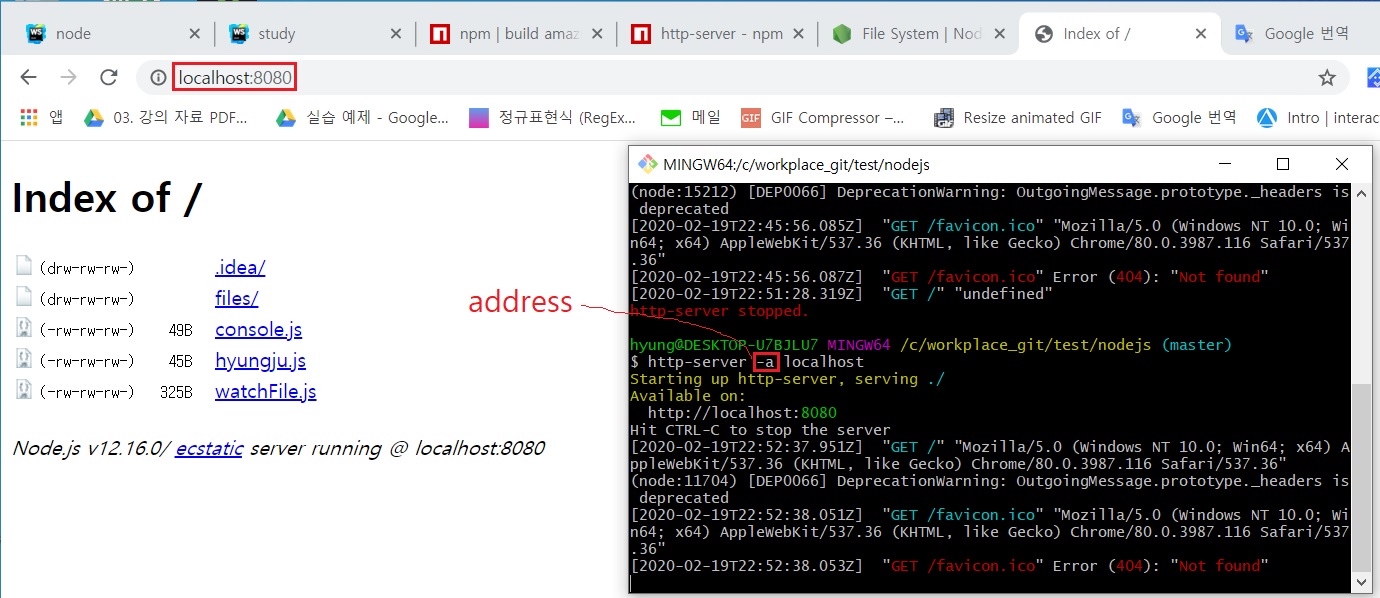 node
study
npm | build amaz
http-server - npm
File System | Nod
Index of /
Google 번역
localhost:8080
앱
03. 강의 자료 PDF...
실습 예제 - Google...
정규표현식 (RegEx...
메일
GIF
GIF Compressor –...
Resize animated GIF
Google 번역
Intro | interac
Index of /
(drw-rw-rw-) .idea/
(drw-rw-rw-) files/
(-rw-rw-rw-) 49B console.js
(-rw-rw-rw-) 45B hyungju.js
(-rw-rw-rw-) 325B watchFile.js
Node.js v12.16.0/ ecstatic server running @ localhost:8080
address
MINGW64:/c/workplace_git/test/nodejs
(node:15212) [DEP0066] DeprecationWarning: OutgoingMessage.prototype._headers is
deprecated
[2020-02-19T22:45:56.085Z] "GET /favicon.ico" "Mozilla/5.0 (Windows NT 10.0; Wi
n64; x64) AppleWebKit/537.36 (KHTML, like Gecko) Chrome/80.0.3987.116 Safari/537
.36"
[2020-02-19T22:45:56.087Z] "GET /favicon.ico" Error (404): "Not found"
[2020-02-19T22:51:28.319Z] "GET /" "undefined"
http-server stopped.
hyung@DESKTOP-U7BJLU7 MINGW64 /c/workplace_git/test/nodejs (master)
$ http-server -a localhost
Starting up http-server, serving ./
Available on:
http://localhost:8080
Hit CTRL-C to stop the server
[2020-02-19T22:52:37.951Z] "GET /" "Mozilla/5.0 (Windows NT 10.0; Win64; x64) A
ppleWebKit/537.36 (KHTML, like Gecko) Chrome/80.0.3987.116 Safari/537.36"
(node:11704) [DEP0066] DeprecationWarning: OutgoingMessage.prototype._headers is
deprecated
[2020-02-19T22:52:38.051Z] "GET /favicon.ico" "Mozilla/5.0 (Windows NT 10.0; Wi
n64; x64) AppleWebKit/537.36 (KHTML, like Gecko) Chrome/80.0.3987.116 Safari/537
.36"
[2020-02-19T22:52:38.053Z] "GET /favicon.ico" Error (404): "Not found"